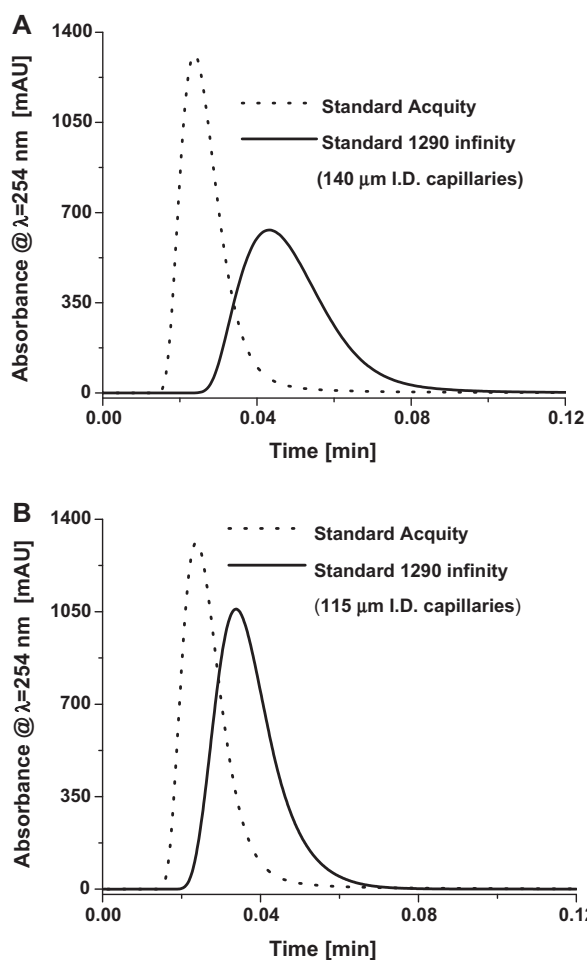 A
1400
1050
700
350
0
0.00
0.04
0.08
0.12
Absorbance @ λ=254 nm [mAU]
Time [min]
Standard Acquity
Standard 1290 infinity
(140 μm I.D. capillaries)
B
1400
1050
700
350
0
0.00
0.04
0.08
0.12
Absorbance @ λ=254 nm [mAU]
Time [min]
Standard Acquity
Standard 1290 infinity
(115 μm I.D. capillaries)